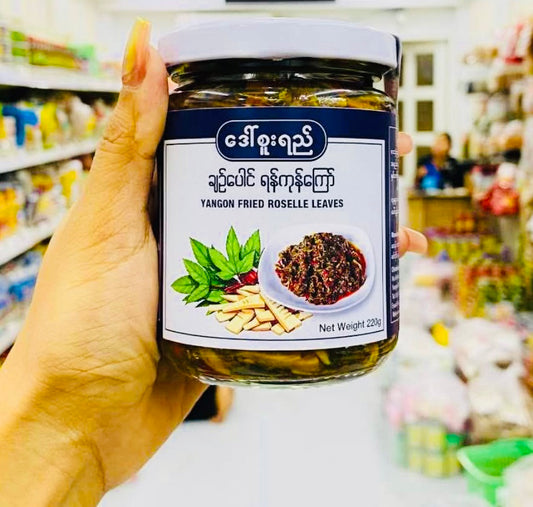 ဒေါ်စူးရည်
ချဉ်ပေါင် ရန်ကုန်ကြော်
YANGON FRIED ROSELLE LEAVES
Net Weight 220g